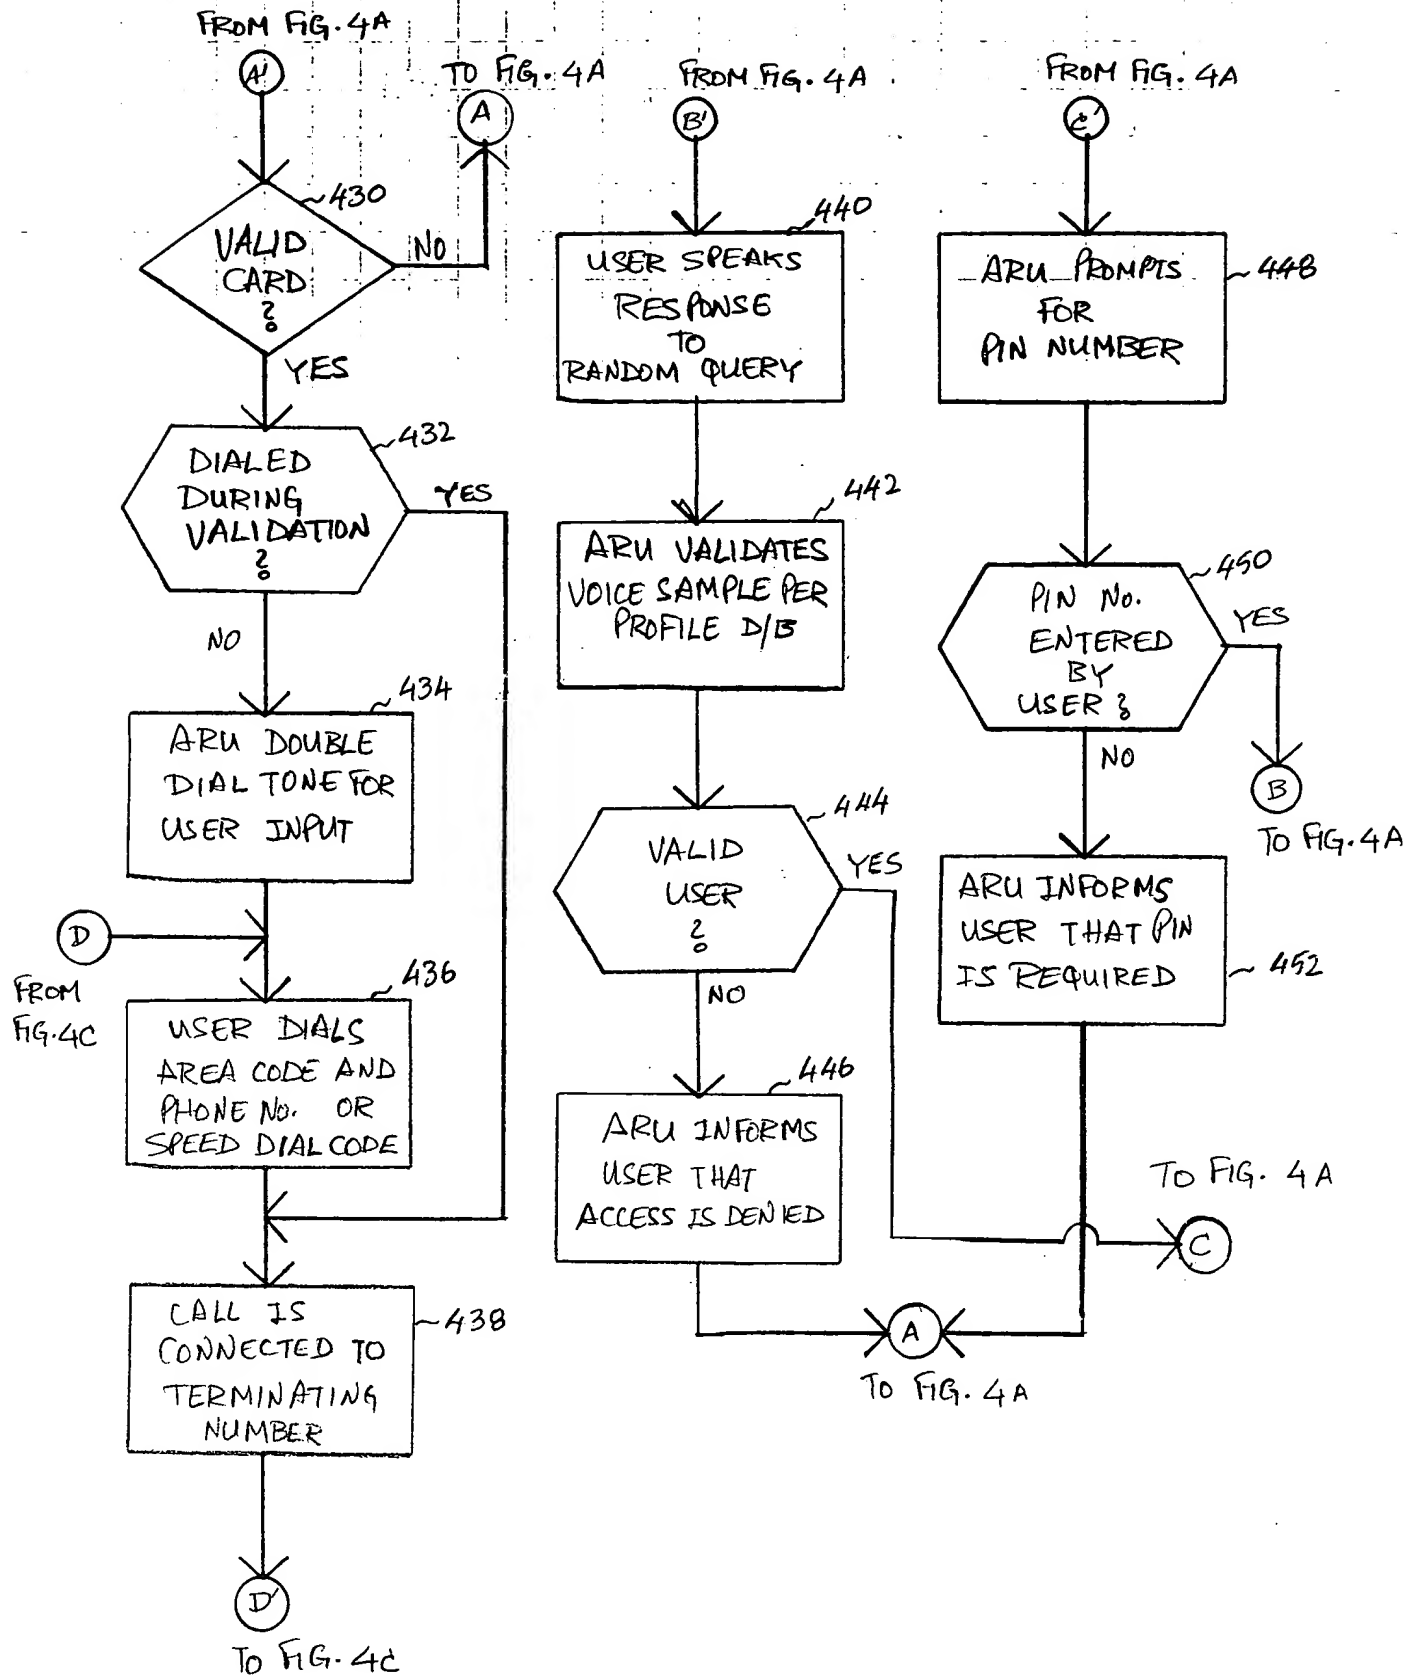 FROM FIG. 4A
A'
TO FIG. 4A
A
430
VALID
CARD
?
NO
YES
432
DIALED
DURING
VALIDATION
?
YES
NO
434
ARU DOUBLE
DIAL TONE FOR
USER INPUT
D
FROM
FIG. 4C
436
USER DIALS
AREA CODE AND
PHONE No. OR
SPEED DIAL CODE
438
CALL IS
CONNECTED TO
TERMINATING
NUMBER
D'
TO FIG. 4C
FROM FIG. 4A
B'
440
USER SPEAKS
RESPONSE
TO
RANDOM QUERY
442
ARU VALIDATES
VOICE SAMPLE PER
PROFILE D/B
444
VALID
USER
?
YES
NO
446
ARU INFORMS
USER THAT
ACCESS IS DENIED
A
TO FIG. 4A
FROM FIG. 4A
C'
448
ARU PROMPTS
FOR
PIN NUMBER
450
PIN No.
ENTERED
BY
USER ?
YES
B
TO FIG. 4A
NO
ARU INFORMS
USER THAT PIN
IS REQUIRED
452
TO FIG. 4A
C